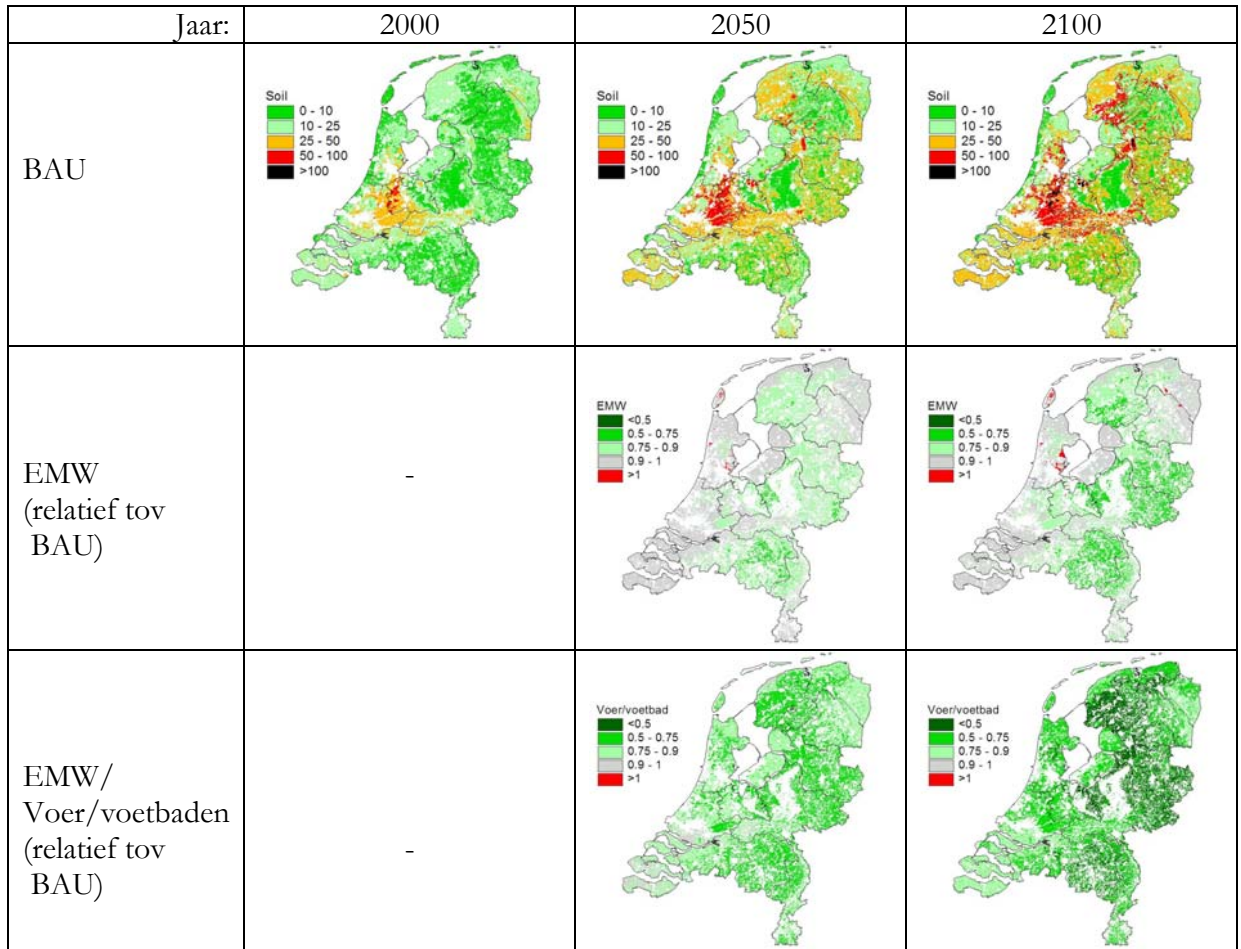 Jaar: 2000 2050 2100
BAU
Soil
0 - 10
10 - 25
25 - 50
50 - 100
>100
Soil
0 - 10
10 - 25
25 - 50
50 - 100
>100
Soil
0 - 10
10 - 25
25 - 50
50 - 100
>100
EMW
(relatief tov
BAU)
-
EMW
<0.5
0.5 - 0.75
0.75 - 0.9
0.9 - 1
>1
EMW
<0.5
0.5 - 0.75
0.75 - 0.9
0.9 - 1
>1
EMW/
Voer/voetbaden
(relatief tov
BAU)
-
Voer/voetbad
<0.5
0.5 - 0.75
0.75 - 0.9
0.9 - 1
>1
Voer/voetbad
<0.5
0.5 - 0.75
0.75 - 0.9
0.9 - 1
>1